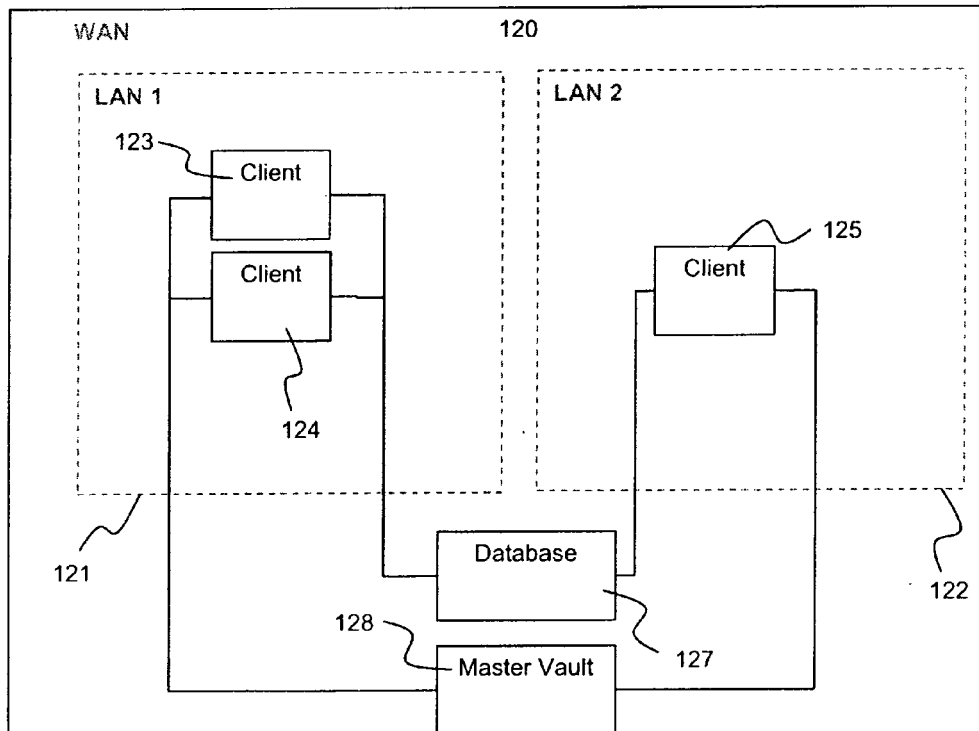 WAN
120
LAN 1
LAN 2
123
Client
Client
124
125
Client
121
122
Database
127
128
Master Vault